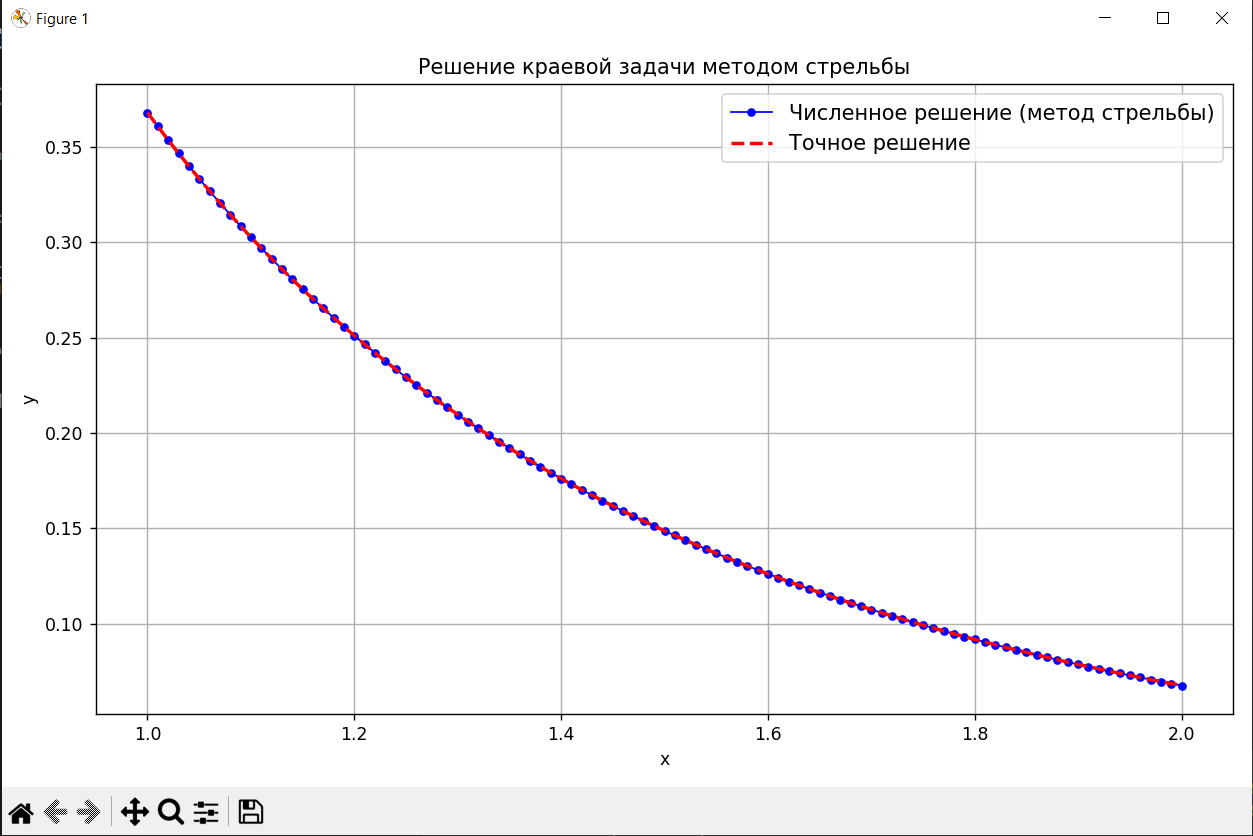 Figure 1
Решение краевой задачи методом стрельбы
Численное решение (метод стрельбы)
Точное решение
0.35
0.30
0.25
0.20
0.15
0.10
y
1.0 1.2 1.4 1.6 1.8 2.0
x